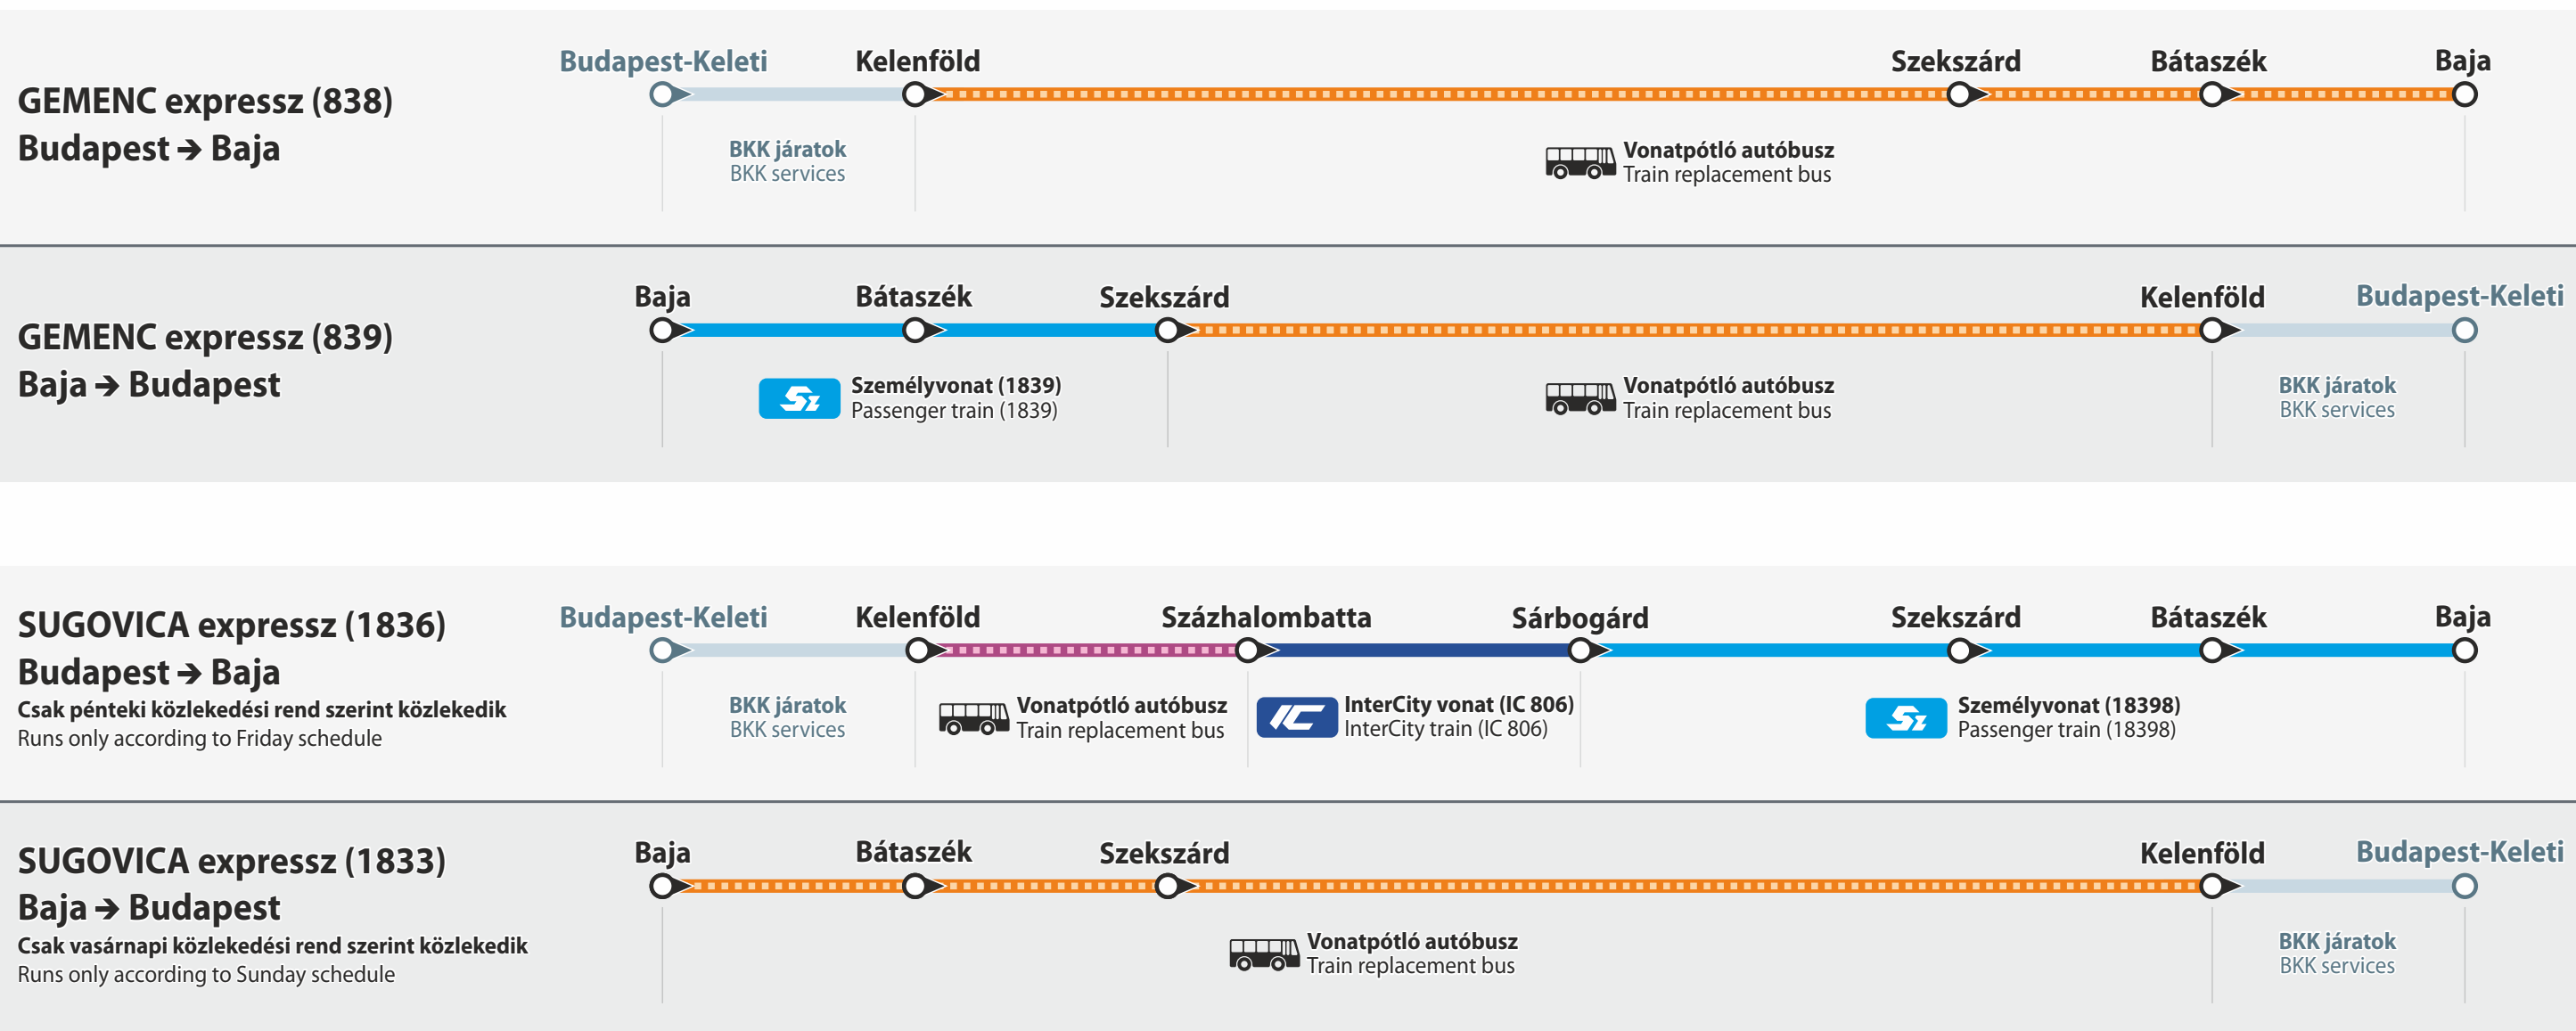 Budapest-Keleti
Kelenföld
Szekszárd
Bátaszék
Baja
GEMENC expressz (838)
Budapest → Baja
BKK járatok
BKK services
Vonatpótló autóbusz
Train replacement bus
Baja
Bátaszék
Szekszárd
Kelenföld
Budapest-Keleti
GEMENC expressz (839)
Baja → Budapest
Sz
Személyvonat (1839)
Passenger train (1839)
Vonatpótló autóbusz
Train replacement bus
BKK járatok
BKK services
Budapest-Keleti
Kelenföld
Százhalombatta
Sárbogárd
Szekszárd
Bátaszék
Baja
SUGOVICA expressz (1836)
Budapest → Baja
Csak pénteki közlekedési rend szerint közlekedik
Runs only according to Friday schedule
BKK járatok
BKK services
Vonatpótló autóbusz
Train replacement bus
IC
InterCity vonat (IC 806)
InterCity train (IC 806)
Sz
Személyvonat (18398)
Passenger train (18398)
Baja
Bátaszék
Szekszárd
Kelenföld
Budapest-Keleti
SUGOVICA expressz (1833)
Baja → Budapest
Csak vasárnapi közlekedési rend szerint közlekedik
Runs only according to Sunday schedule
Vonatpótló autóbusz
Train replacement bus
BKK járatok
BKK services